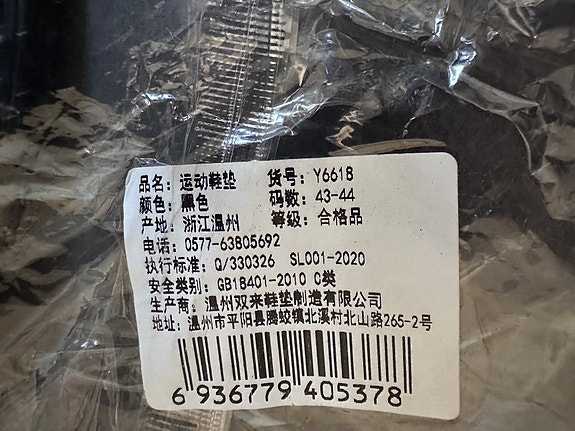 品名：运动鞋垫 货号：Y6618
颜色：黑色 码数：43-44
产地：浙江温州 等级：合格品
电话：0577-63805692
执行标准：Q/330326 SL001-2020
安全类别：GB18401-2010 C类
生产商：温州双来鞋垫制造有限公司
地址：温州市平阳县腾蛟镇北溪村北山路265-2号
6 936779 405378